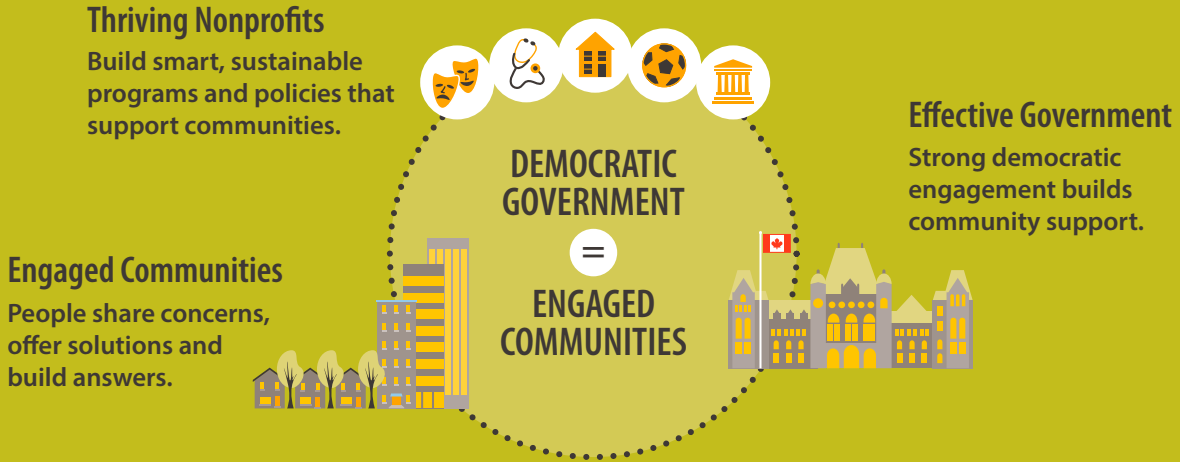 Thriving Nonprofits
Build smart, sustainable
programs and policies that
support communities.
Effective Government
Strong democratic
engagement builds
community support.
DEMOCRATIC
GOVERNMENT
=
ENGAGED
COMMUNITIES
Engaged Communities
People share concerns,
offer solutions and
build answers.